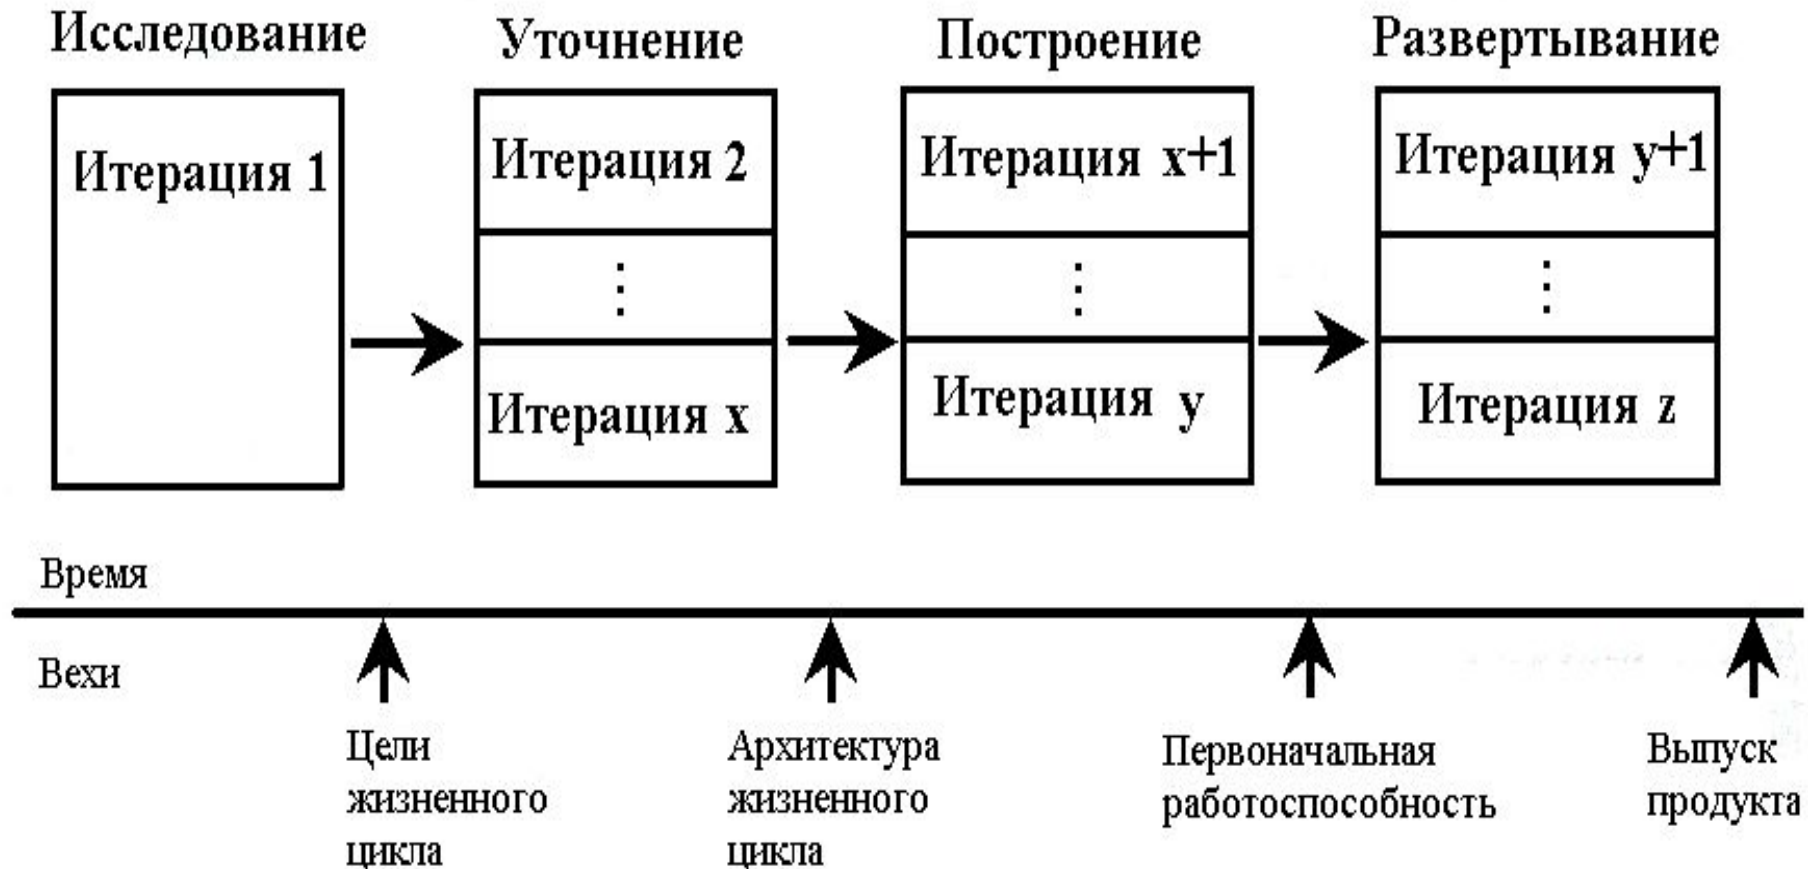 Исследование
Уточнение
Построение
Развертывание
Итерация 1
Итерация 2
Итерация x+1
Итерация y+1
Итерация x
Итерация y
Итерация z
Время
Вехи
Цели
жизненного
цикла
Архитектура
жизненного
цикла
Первоначальная
работоспособность
Выпуск
продукта